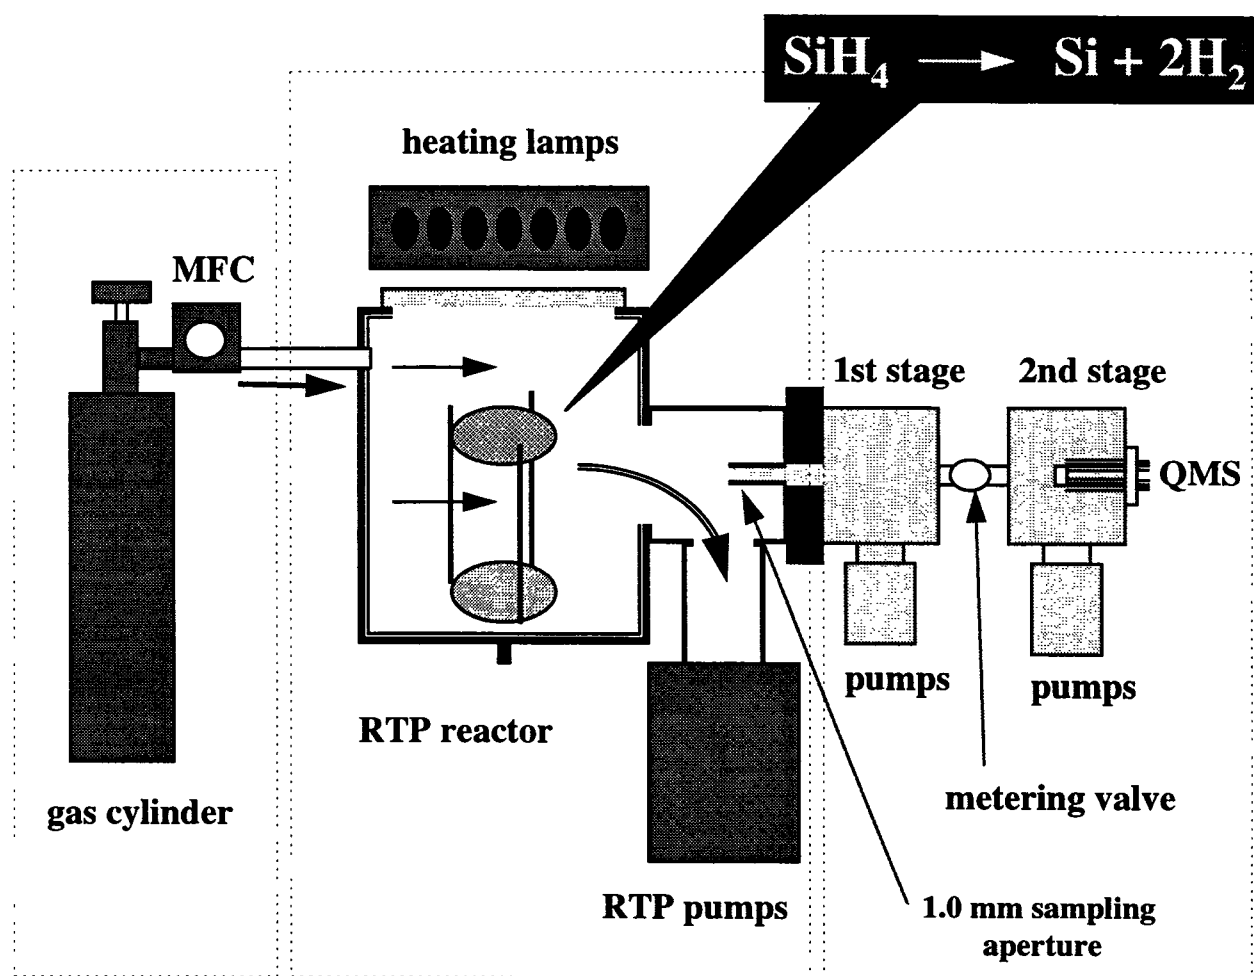 SiH₄ → Si + 2H₂
heating lamps
MFC
1st stage
2nd stage
QMS
pumps
pumps
RTP reactor
gas cylinder
metering valve
RTP pumps
1.0 mm sampling
aperture